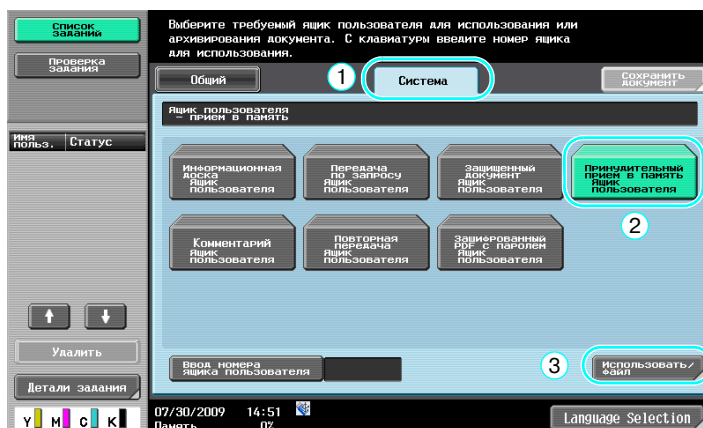 Список
заданий
Проверка
задания
Имя
польз.
Статус
Удалить
Детали задания
Y M C K
Выберите требуемый ящик пользователя для использования или
архивирования документа. С клавиатуры введите номер ящика
для использования.
Общий
1
Система
Сохранить
документ
Ящик пользователя
- прием в память
Информационная
доска
Ящик
пользователя
Передача
по запросу
Ящик
пользователя
Защищенный
документ
Ящик
пользователя
Принудительный
прием в память
Ящик
пользователя
2
Комментарий
Ящик
пользователя
Повторная
передача
Ящик
пользователя
Зашифрованный
PDF с паролем
Ящик
пользователя
Ввод номера
ящика пользователя
3
Использовать/
файл
07/30/2009 14:51
Память 0%
Language Selection